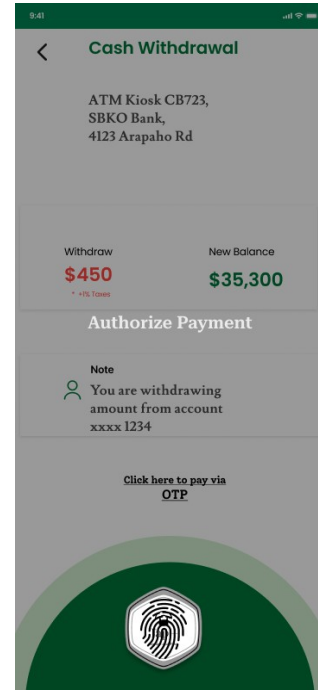 9:41
Cash Withdrawal
ATM Kiosk CB723,
SBKO Bank,
4123 Arapaho Rd
Withdraw
New Balance
$450
$35,300
* +1% Taxes
Authorize Payment
Note
You are withdrawing
amount from account
xxxx 1234
Click here to pay via
OTP